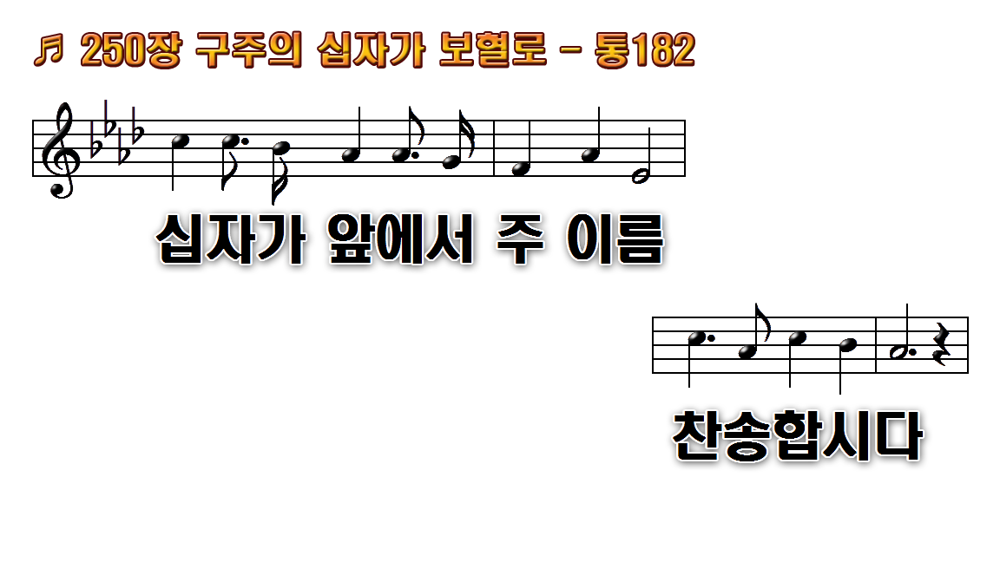 ♬ 250장 구주의 십자가 보혈로 - 통182
십자가 앞에서 주 이름
찬송합시다